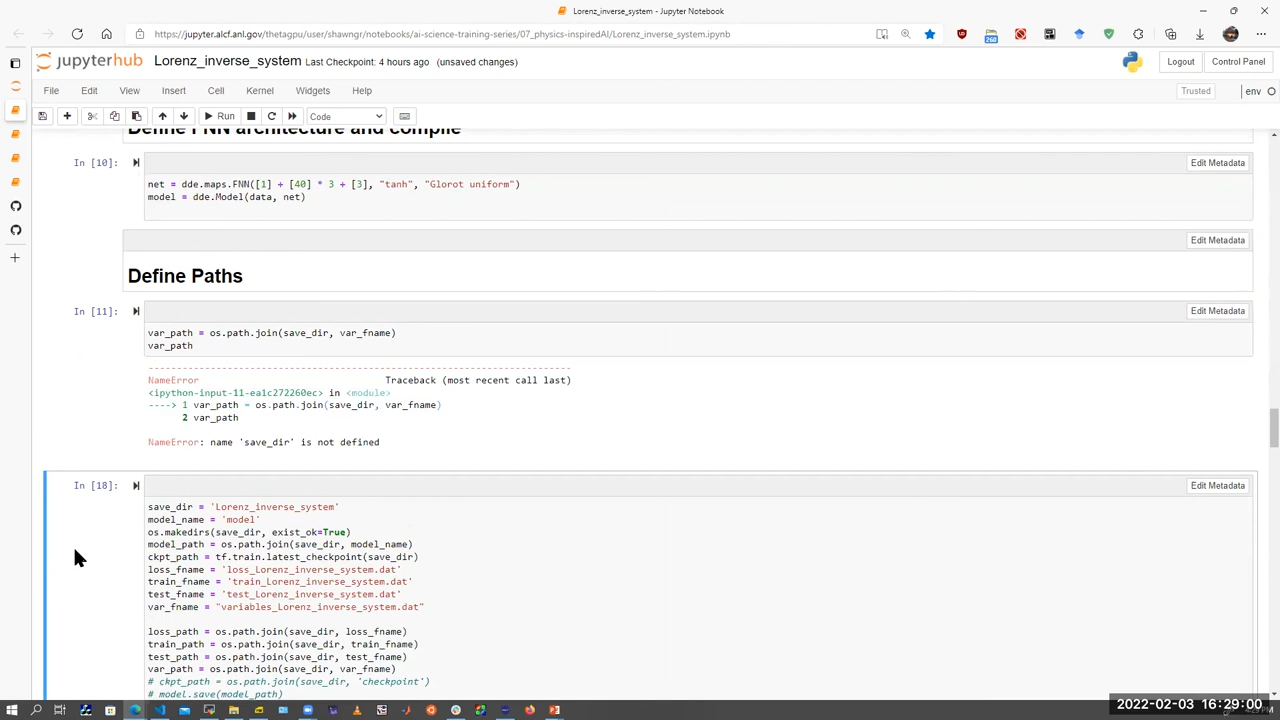 Lorenz_inverse_system - Jupyter Notebook
https://jupyter.alcf.anl.gov/thetagpu/user/shawngr/notebooks/ai-science-training-series/07_physics-inspiredAI/Lorenz_inverse_system.ipynb
jupyterhub Lorenz_inverse_system Last Checkpoint: 4 hours ago (unsaved changes) Logout Control Panel
File Edit View Insert Cell Kernel Widgets Help Trusted env
Run Code
Define FNN architecture and compile
In [10]: Edit Metadata
net = dde.maps.FNN([1] + [40] * 3 + [3], "tanh", "Glorot uniform")
model = dde.Model(data, net)
Edit Metadata
Define Paths
In [11]: Edit Metadata
var_path = os.path.join(save_dir, var_fname)
var_path
---------------------------------------------------------------------------
NameError Traceback (most recent call last)
<ipython-input-11-ea1c272260ec> in <module>
----> 1 var_path = os.path.join(save_dir, var_fname)
2 var_path
NameError: name 'save_dir' is not defined
In [18]: Edit Metadata
save_dir = 'Lorenz_inverse_system'
model_name = 'model'
os.makedirs(save_dir, exist_ok=True)
model_path = os.path.join(save_dir, model_name)
ckpt_path = tf.train.latest_checkpoint(save_dir)
loss_fname = 'loss_Lorenz_inverse_system.dat'
train_fname = 'train_Lorenz_inverse_system.dat'
test_fname = 'test_Lorenz_inverse_system.dat'
var_fname = "variables_Lorenz_inverse_system.dat"
loss_path = os.path.join(save_dir, loss_fname)
train_path = os.path.join(save_dir, train_fname)
test_path = os.path.join(save_dir, test_fname)
var_path = os.path.join(save_dir, var_fname)
# ckpt_path = os.path.join(save_dir, 'checkpoint')
# model.save(model_path)
2022-02-03 16:29:00